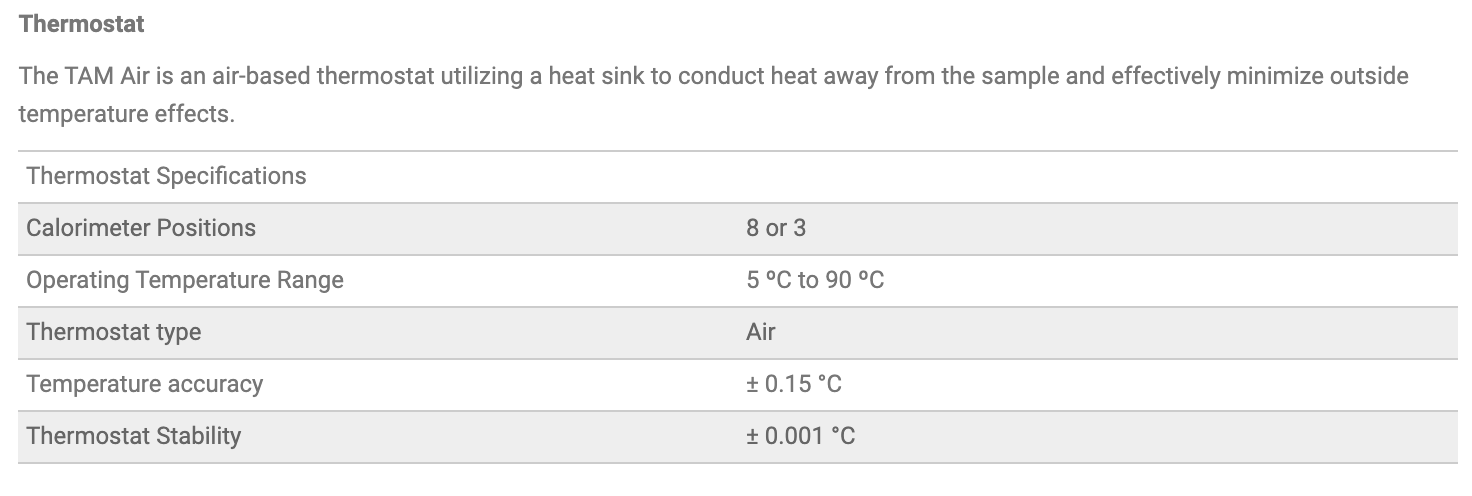 Thermostat
The TAM Air is an air-based thermostat utilizing a heat sink to conduct heat away from the sample and effectively minimize outside
temperature effects.
Thermostat Specifications
Calorimeter Positions 8 or 3
Operating Temperature Range 5 ºC to 90 ºC
Thermostat type Air
Temperature accuracy ± 0.15 °C
Thermostat Stability ± 0.001 °C